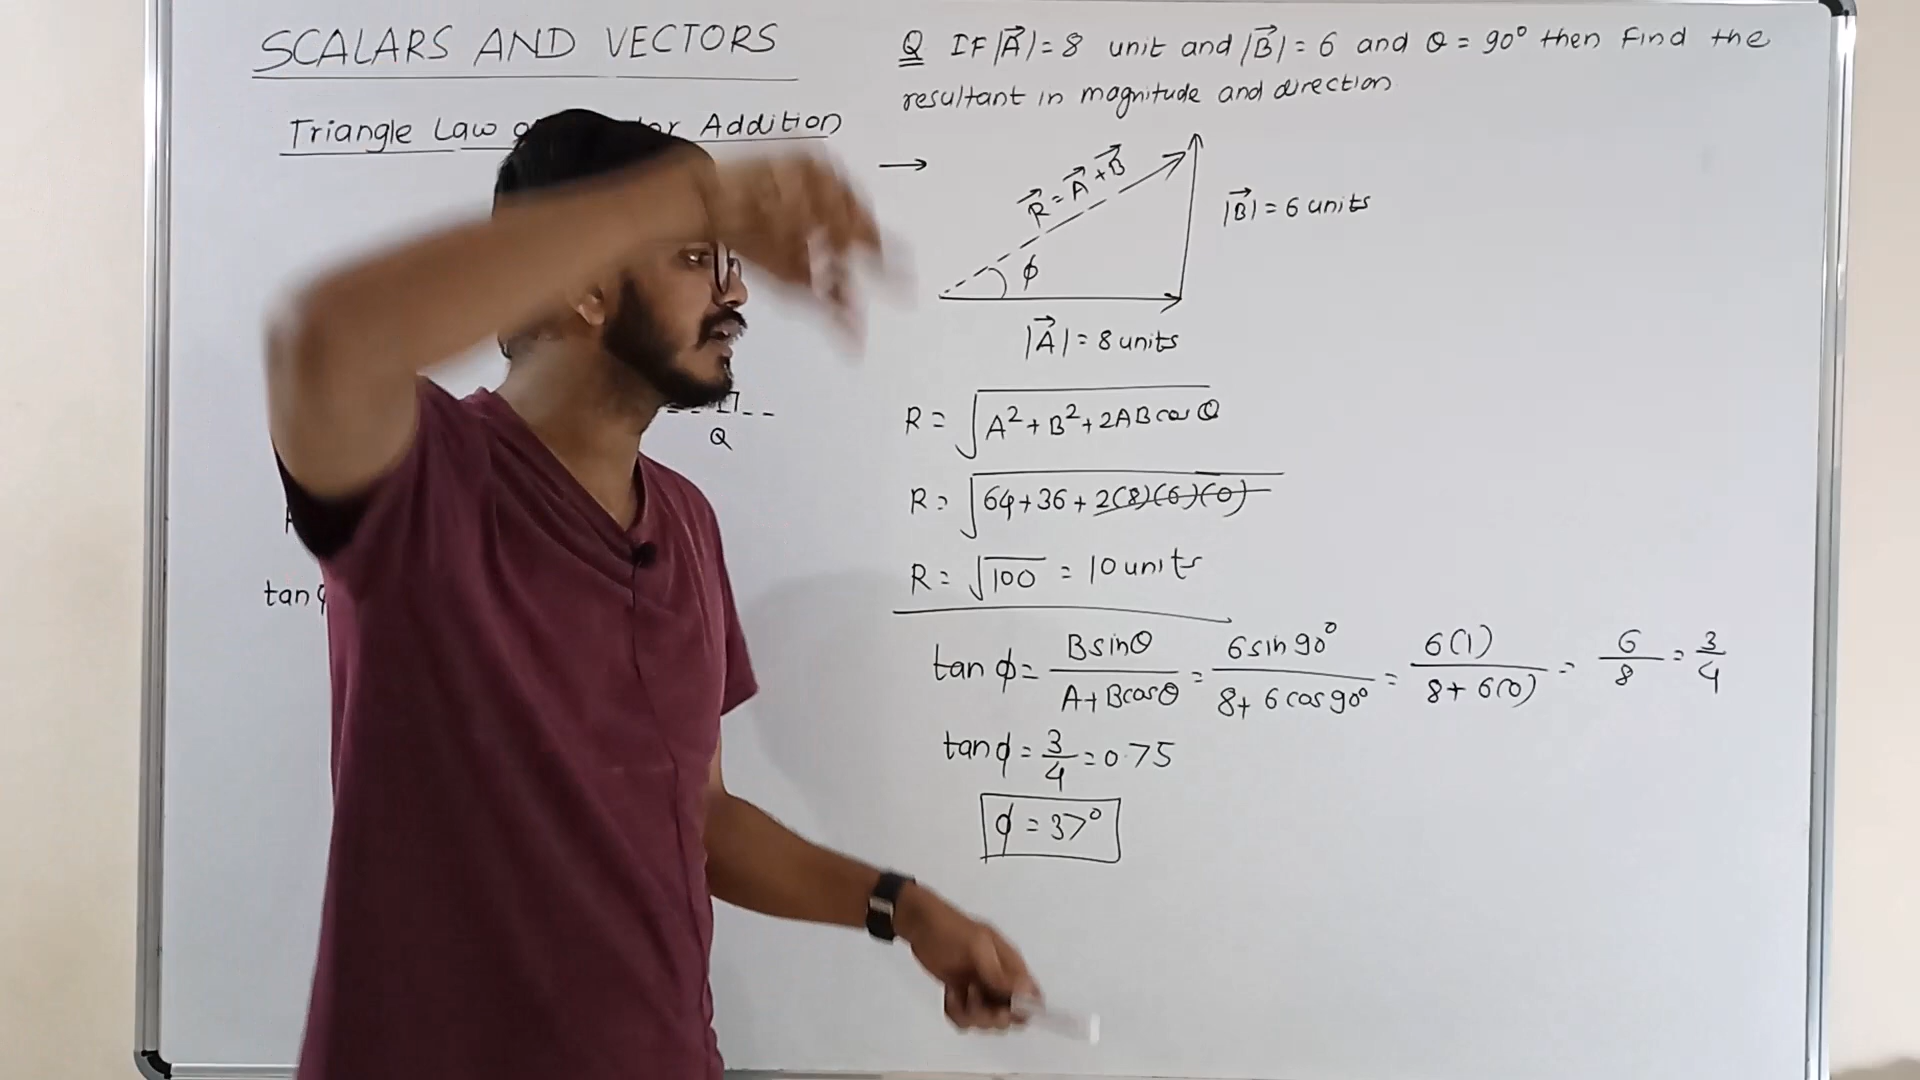 SCALARS AND VECTORS
Triangle Law Addition
Q
tan
Q IF |A⃗| = 8 unit and |B⃗| = 6 and θ = 90° then Find the
resultant in magnitude and direction
R⃗ = A⃗ + B⃗
|B⃗| = 6 units
ϕ
|A⃗| = 8 units
R = √(A² + B² + 2AB cos θ)
R = √(64 + 36 + 2(8)(6)(0))
R = √100 = 10 units
tan ϕ = B sinθ / A + B cosθ = 6 sin 90° / 8 + 6 cos 90° = 6(1) / 8 + 6(0) = 6/8 = 3/4
tan ϕ = 3/4 = 0.75
ϕ = 37°